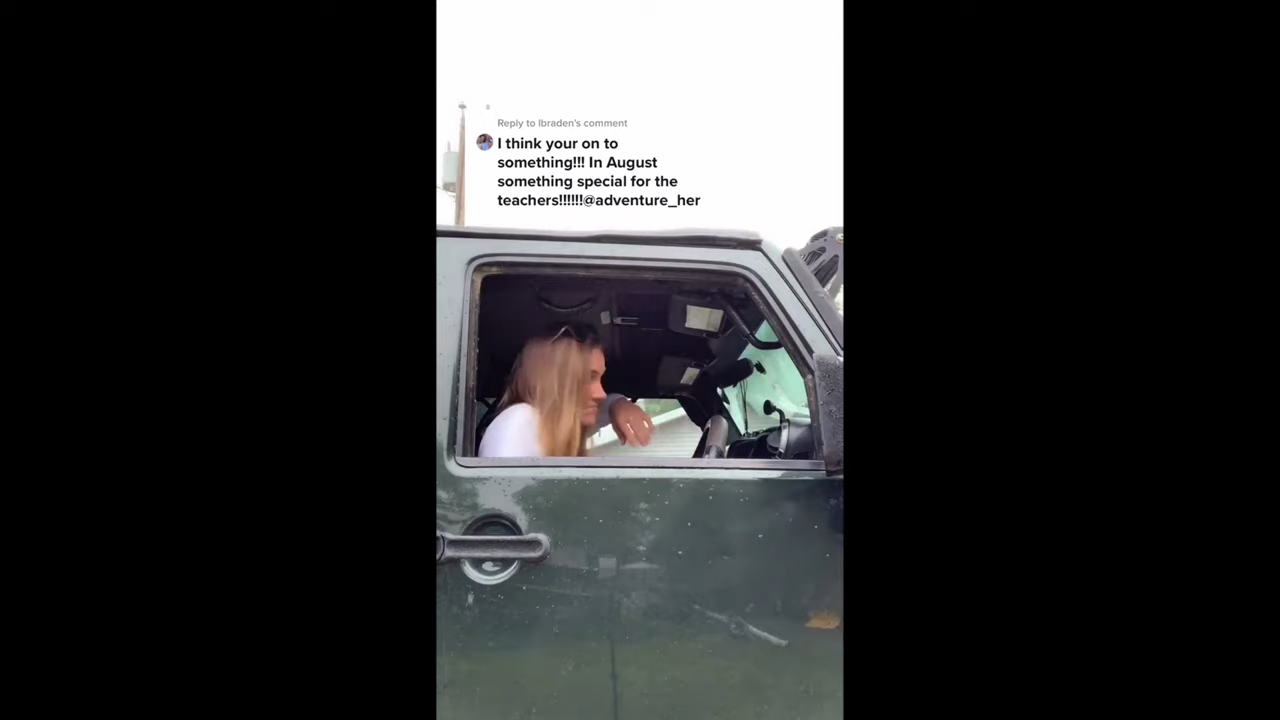 Reply to lbraden's comment
I think your on to
something!!! In August
something special for the
teachers!!!!!!@adventure_her